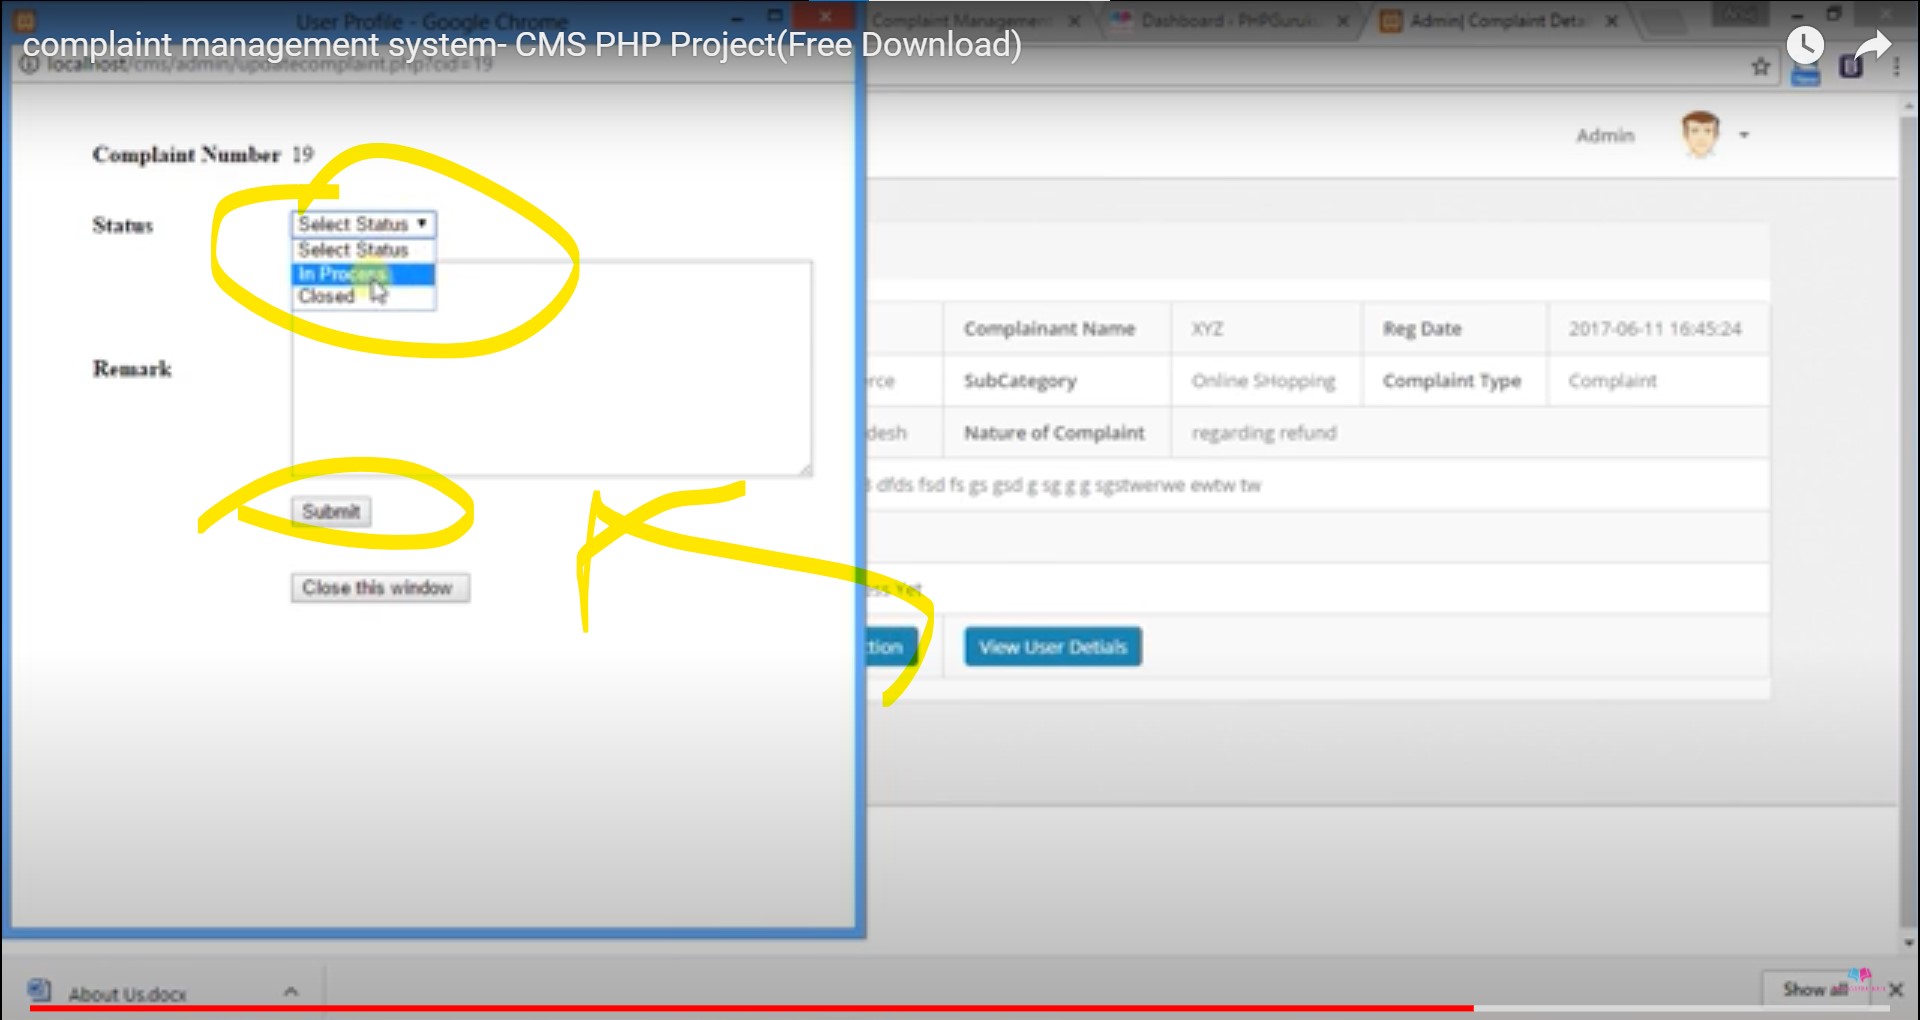 User Profile - Google Chrome
Complaint Management
Dashboard - PHPGuruk
Admin| Complaint Deta
complaint management system- CMS PHP Project(Free Download)
localhost/cms/admin/updatecomplaint.php?cid=19
Admin
Complaint Number 19
Status
Select Status
Select Status
In Process
Closed
Remark
Submit
Close this window
Complainant Name XYZ Reg Date 2017-06-11 16:45:24
rce SubCategory Online SHopping Complaint Type Complaint
desh Nature of Complaint regarding refund
dfds fsd fs gs gsd g sg g g sgstwerwe ewtw tw
ess Yet
tion View User Detials
About Us.docx
Show all